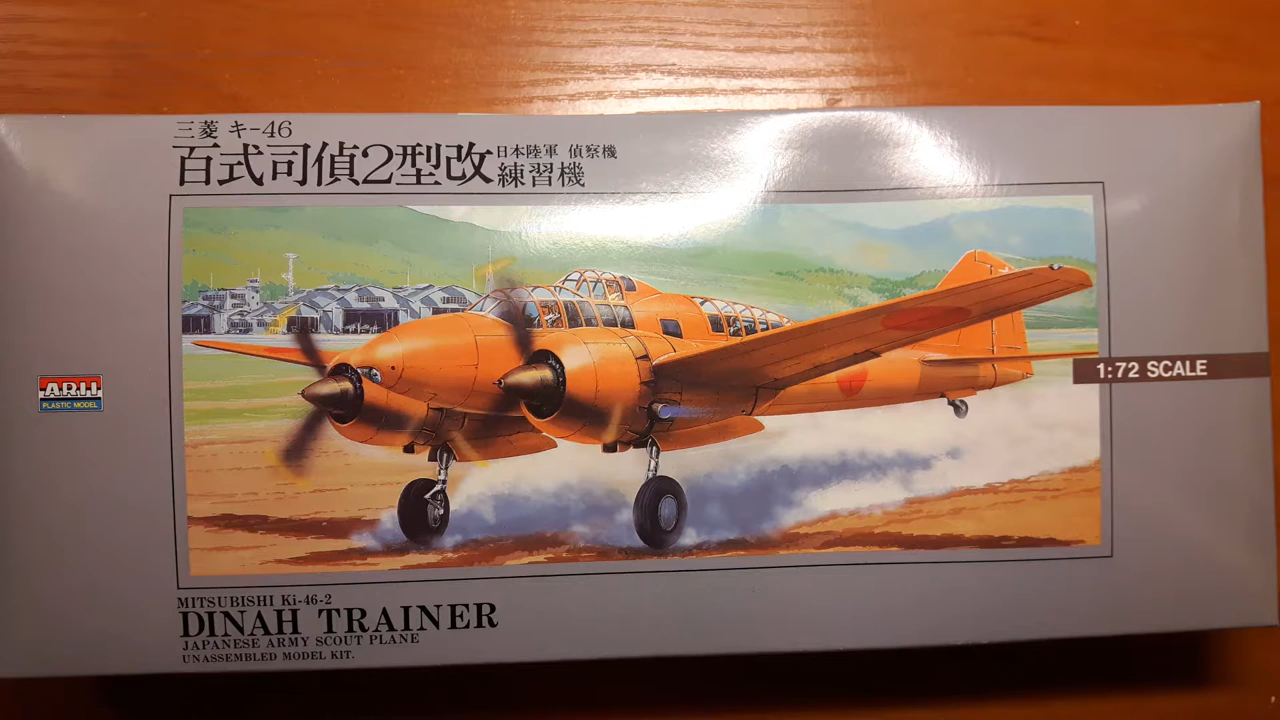 三菱 キ-46
百式司偵2型改
日本陸軍 偵察機
練習機
1:72 SCALE
ARH
PLASTIC MODEL
MITSUBISHI Ki-46-2
DINAH TRAINER
JAPANESE ARMY SCOUT PLANE
UNASSEMBLED MODEL KIT.